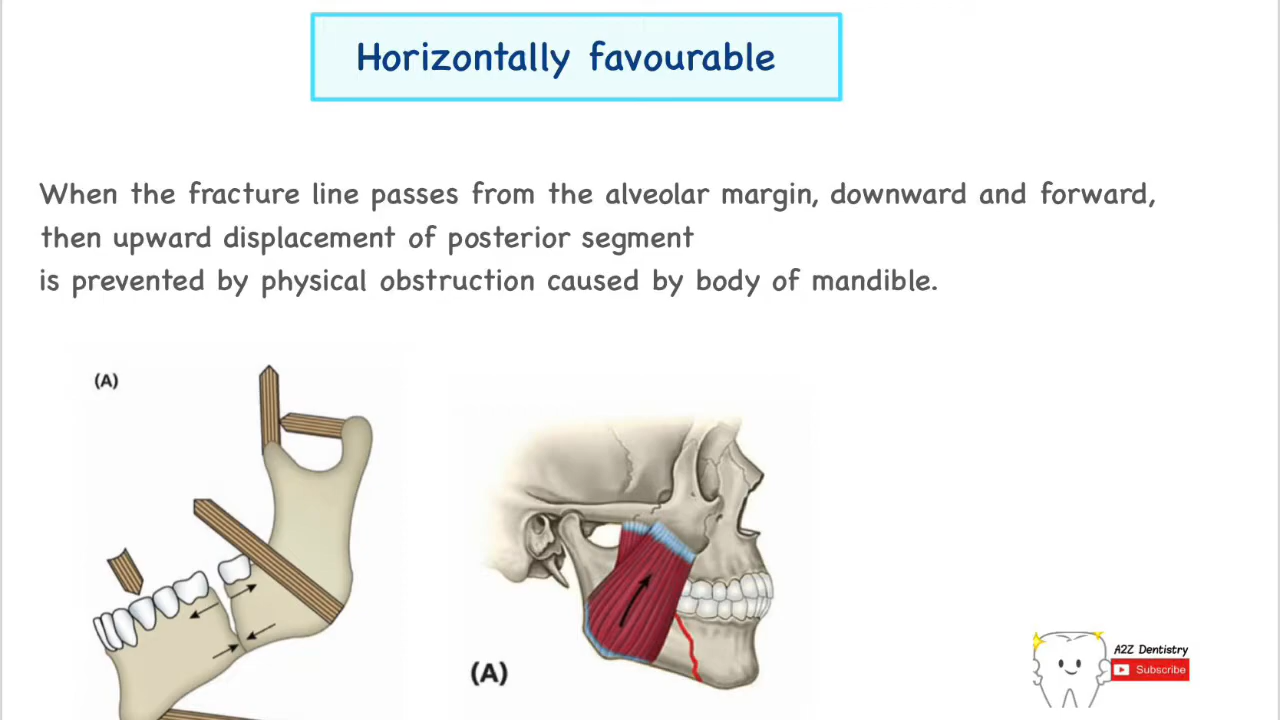 Horizontally favourable
When the fracture line passes from the alveolar margin, downward and forward,
then upward displacement of posterior segment
is prevented by physical obstruction caused by body of mandible.
(A)
(A)
A2Z Dentistry
Subscribe